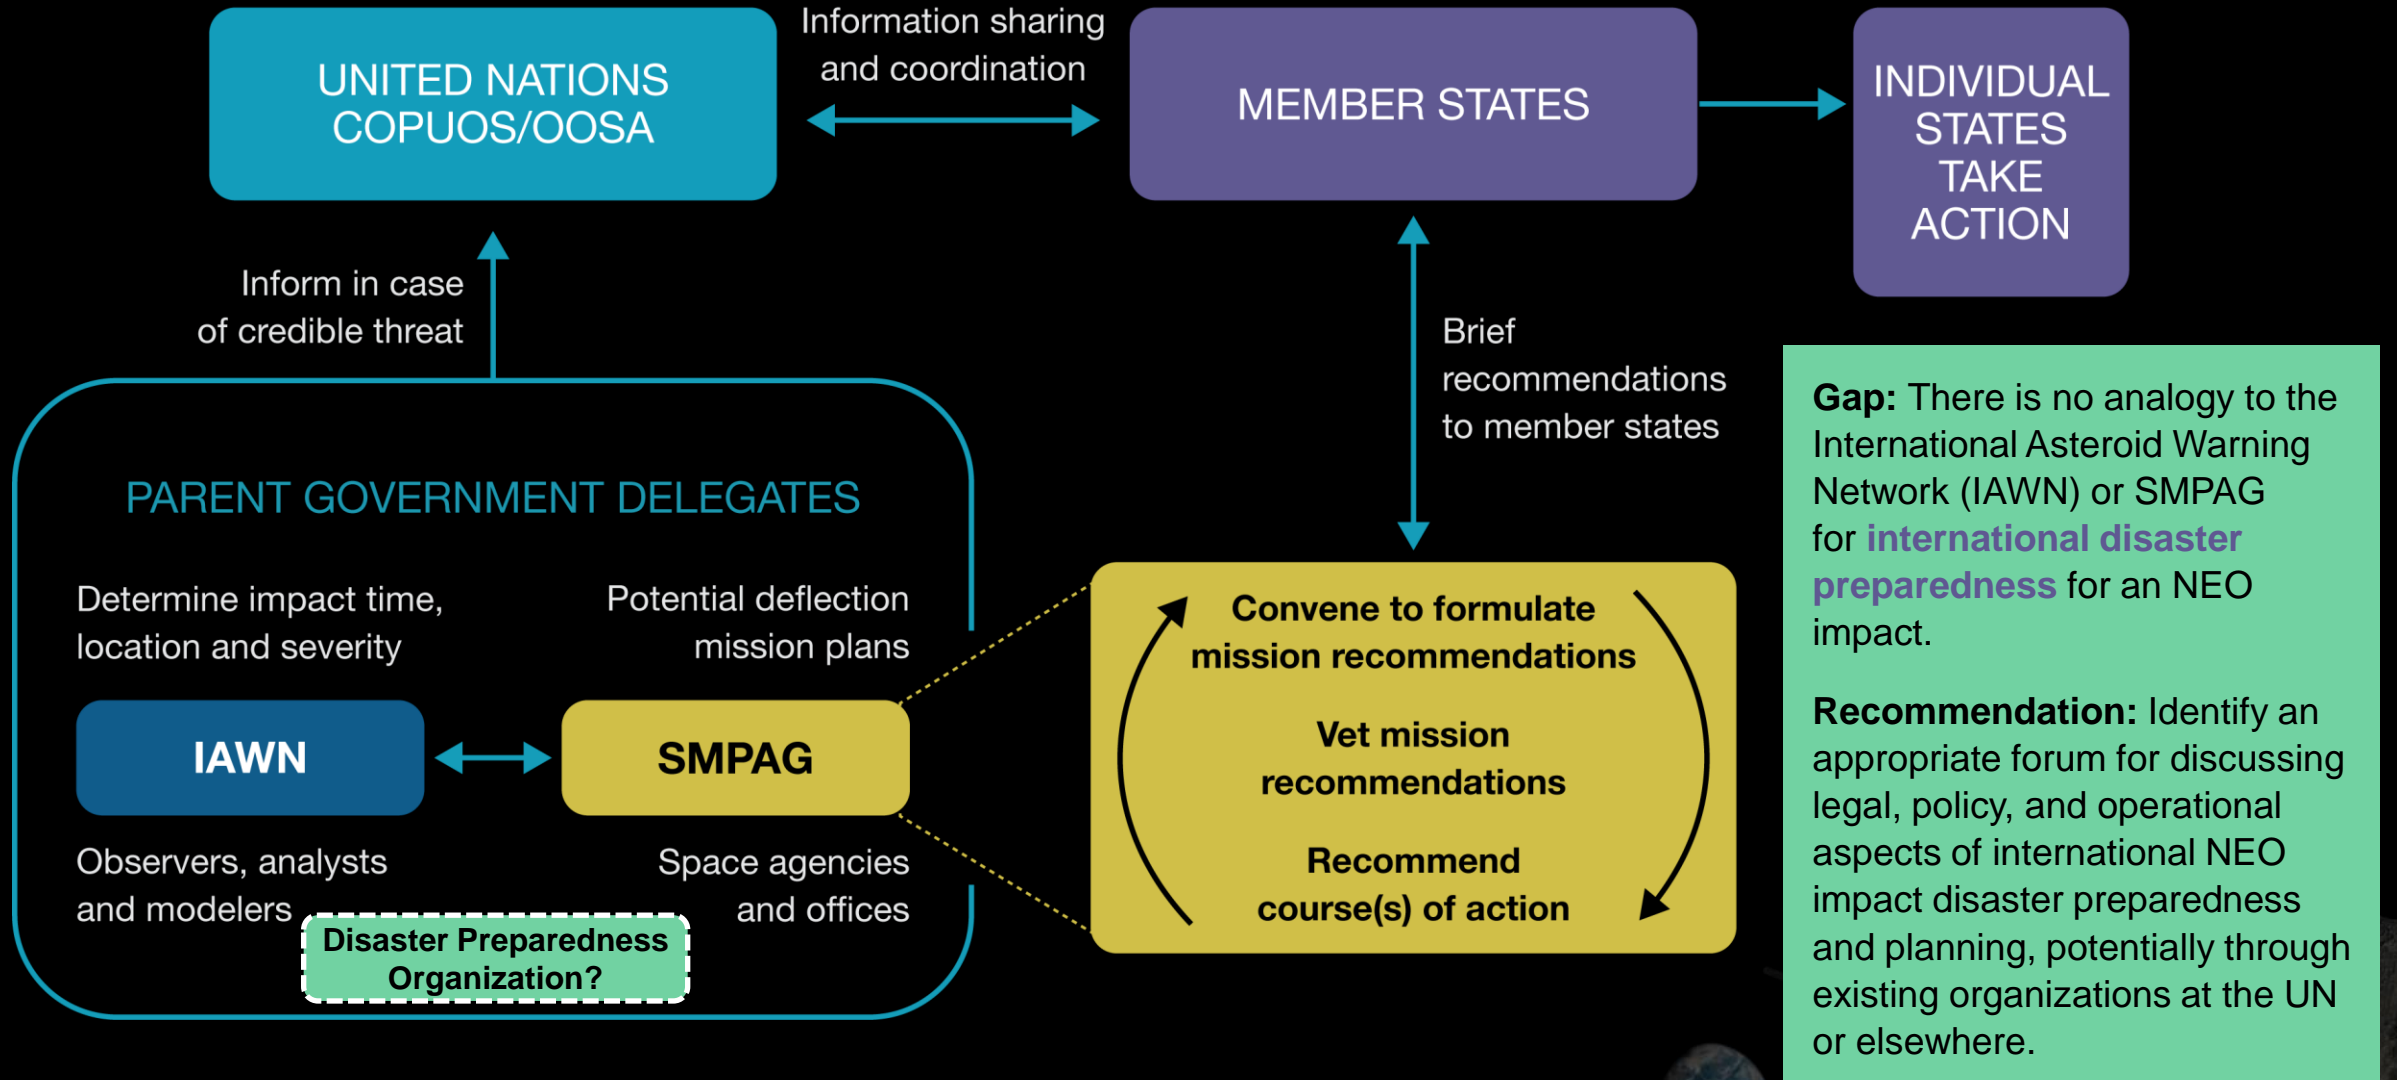 UNITED NATIONS
COPUOS/OOSA
Information sharing
and coordination
MEMBER STATES
INDIVIDUAL
STATES
TAKE
ACTION
Inform in case
of credible threat
Brief
recommendations
to member states
PARENT GOVERNMENT DELEGATES
Determine impact time,
location and severity
Potential deflection
mission plans
IAWN
SMPAG
Observers, analysts
and modelers
Space agencies
and offices
Disaster Preparedness
Organization?
Convene to formulate
mission recommendations
Vet mission
recommendations
Recommend
course(s) of action
Gap: There is no analogy to the
International Asteroid Warning
Network (IAWN) or SMPAG
for international disaster
preparedness for an NEO
impact.
Recommendation: Identify an
appropriate forum for discussing
legal, policy, and operational
aspects of international NEO
impact disaster preparedness
and planning, potentially through
existing organizations at the UN
or elsewhere.